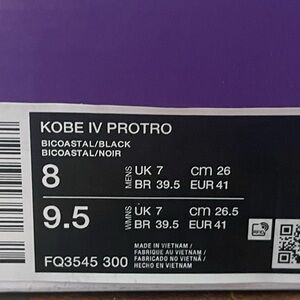 KOBE IV PROTRO
BICOASTAL/BLACK
BICOASTAL/NOIR
8 MENS UK 7 cm 26
BR 39.5 EUR 41
9.5 WMNS UK 7 cm 26.5
BR 39.5 EUR 41
MADE IN VIETNAM /
FABRIQUE AU VIETNAM /
FABRICADO NO VIETNÃ /
HECHO EN VIETNAM
FQ3545 300